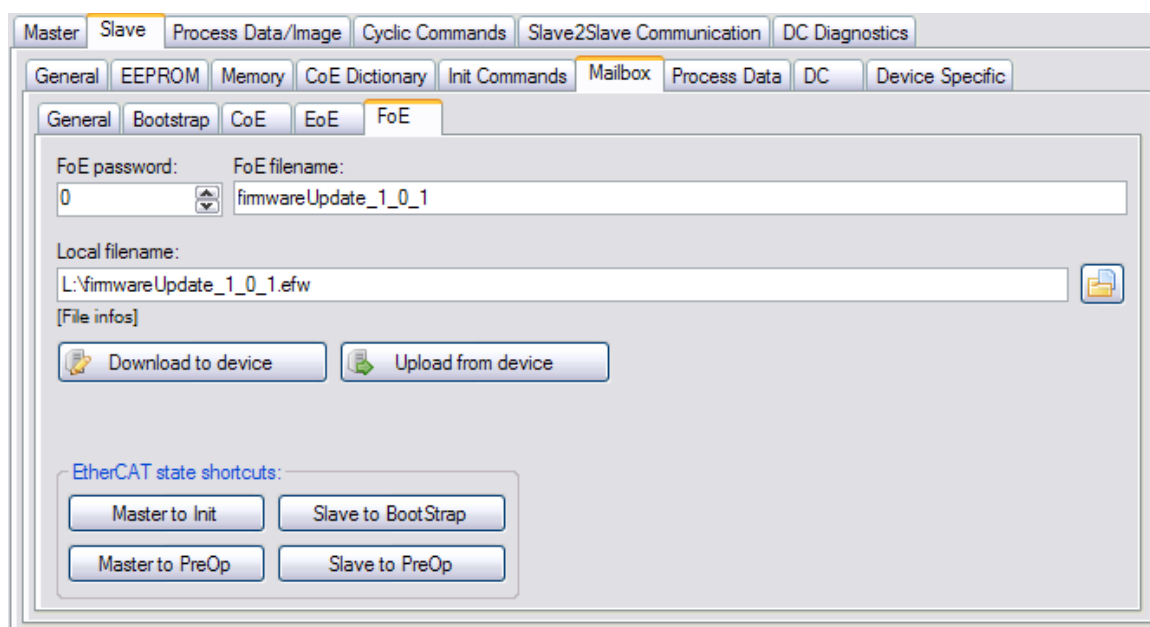 Master Slave Process Data/Image Cyclic Commands Slave2Slave Communication DC Diagnostics
General EEPROM Memory CoE Dictionary Init Commands Mailbox Process Data DC Device Specific
General Bootstrap CoE EoE FoE
FoE password: FoE filename:
0 firmwareUpdate_1_0_1
Local filename:
L:\firmwareUpdate_1_0_1.efw
[File infos]
Download to device Upload from device
EtherCAT state shortcuts:
Master to Init Slave to BootStrap
Master to PreOp Slave to PreOp